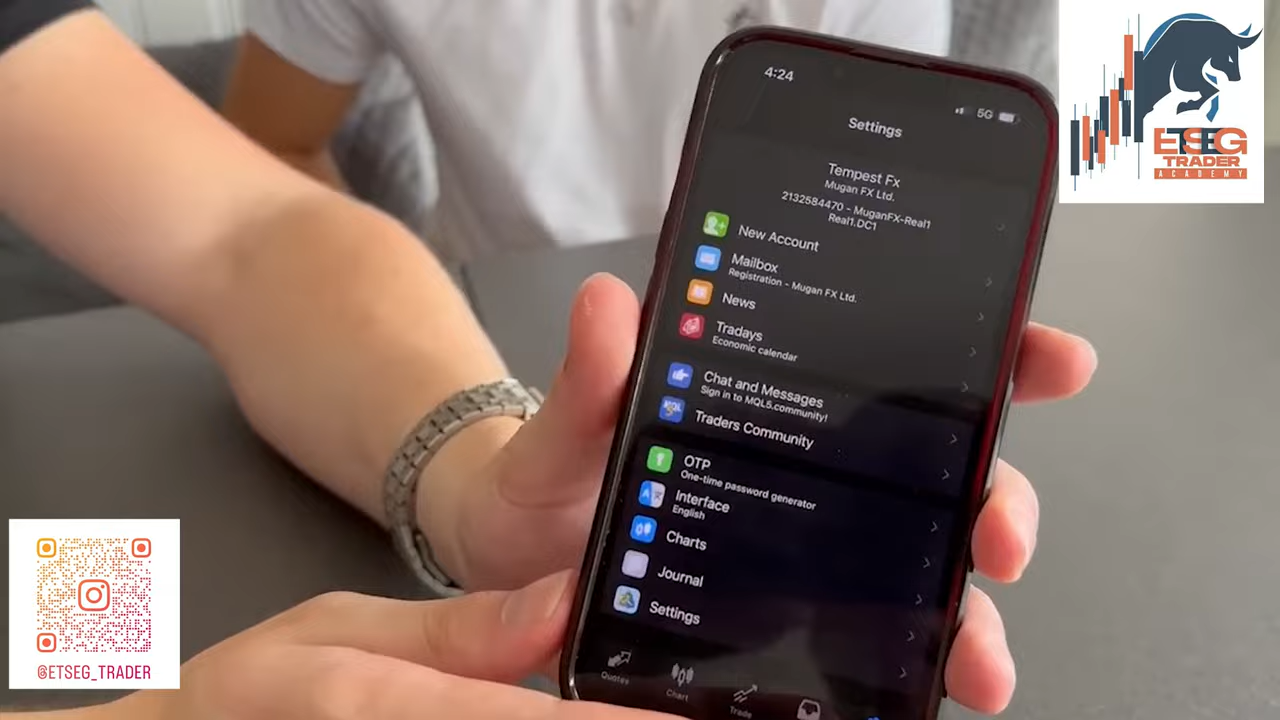 4:24
5G
Settings
Tempest Fx
Mugan FX Ltd.
2132584470 - MuganFX-Real1
Real1.DC1
New Account
Mailbox
Registration - Mugan FX Ltd.
News
Tradays
Economic calendar
Chat and Messages
Sign in to MQL5.community!
MQL5
Traders Community
OTP
One-time password generator
Interface
English
Charts
Journal
Settings
Quotes
Chart
Trade
ETSEG
TRADER
ACADEMY
@ETSEG_TRADER